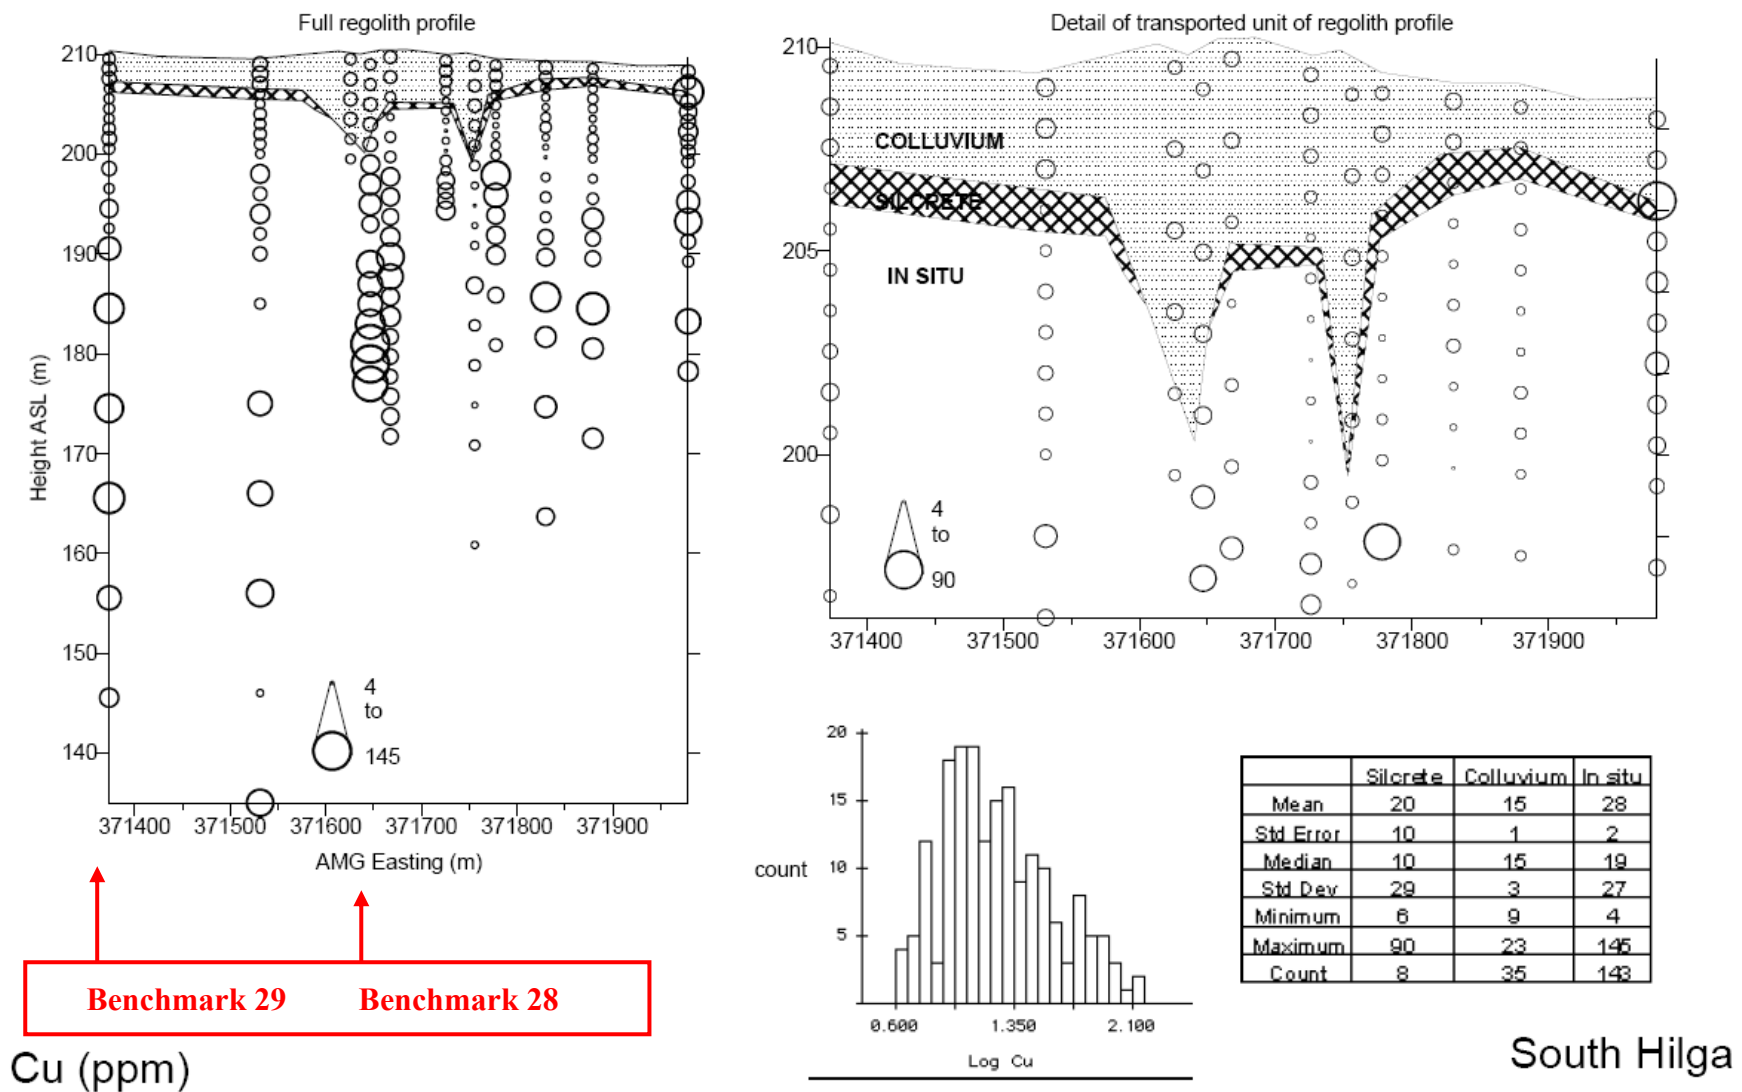 Full regolith profile
210
200
190
180
170
160
150
140
Height ASL (m)
4
to
145
371400 371500 371600 371700 371800 371900
AMG Easting (m)
Benchmark 29 Benchmark 28
Cu (ppm)
Detail of transported unit of regolith profile
210
205
200
COLLUVIUM
SILCRETE
IN SITU
4
to
90
371400 371500 371600 371700 371800 371900
20
15
10
5
count
0.600 1.350 2.100
Log Cu
Silcrete Colluvium In situ
Mean 20 15 28
Std Error 10 1 2
Median 10 15 19
Std Dev 29 3 27
Minimum 6 9 4
Maximum 90 23 145
Count 8 35 143
South Hilga